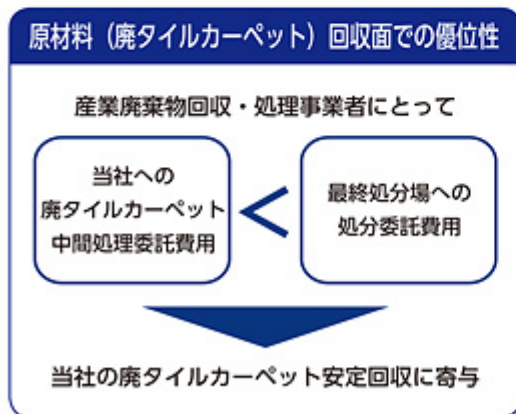 原材料（廃タイルカーペット）回収面での優位性
産業廃棄物回収・処理事業者にとって
当社への
廃タイルカーペット
中間処理委託費用
<
最終処分場への
処分委託費用
当社の廃タイルカーペット安定回収に寄与